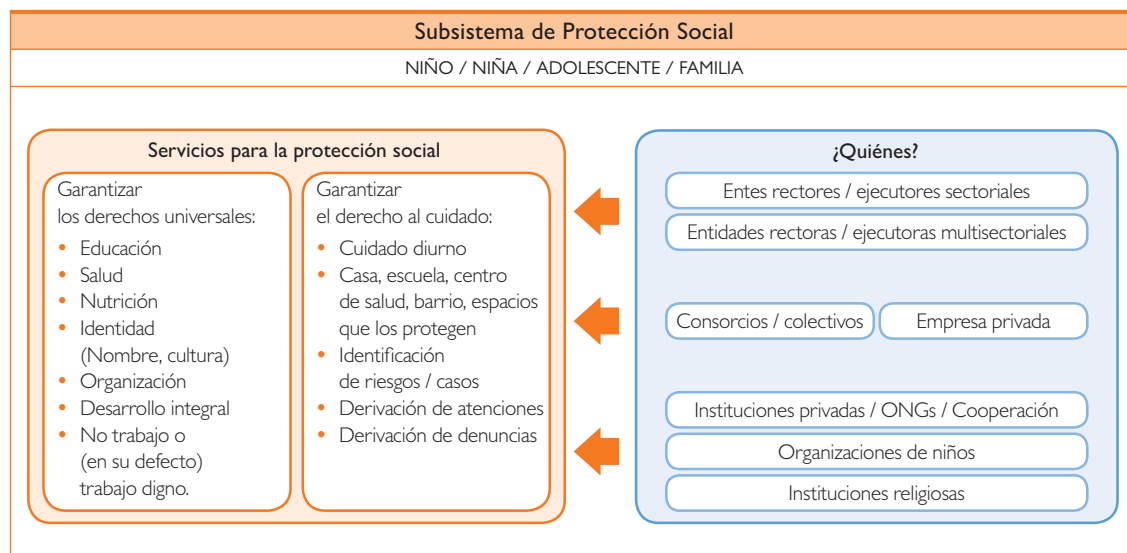 Subsistema de Protección Social
NIÑO / NIÑA / ADOLESCENTE / FAMILIA
Servicios para la protección social
Garantizar
los derechos universales:
• Educación
• Salud
• Nutrición
• Identidad
(Nombre, cultura)
• Organización
• Desarrollo integral
• No trabajo o
(en su defecto)
trabajo digno.
Garantizar
el derecho al cuidado:
• Cuidado diurno
• Casa, escuela, centro
de salud, barrio, espacios
que los protegen
• Identificación
de riesgos / casos
• Derivación de atenciones
• Derivación de denuncias
¿Quiénes?
Entes rectores / ejecutores sectoriales
Entidades rectoras / ejecutoras multisectoriales
Consorcios / colectivos
Empresa privada
Instituciones privadas / ONGs / Cooperación
Organizaciones de niños
Instituciones religiosas